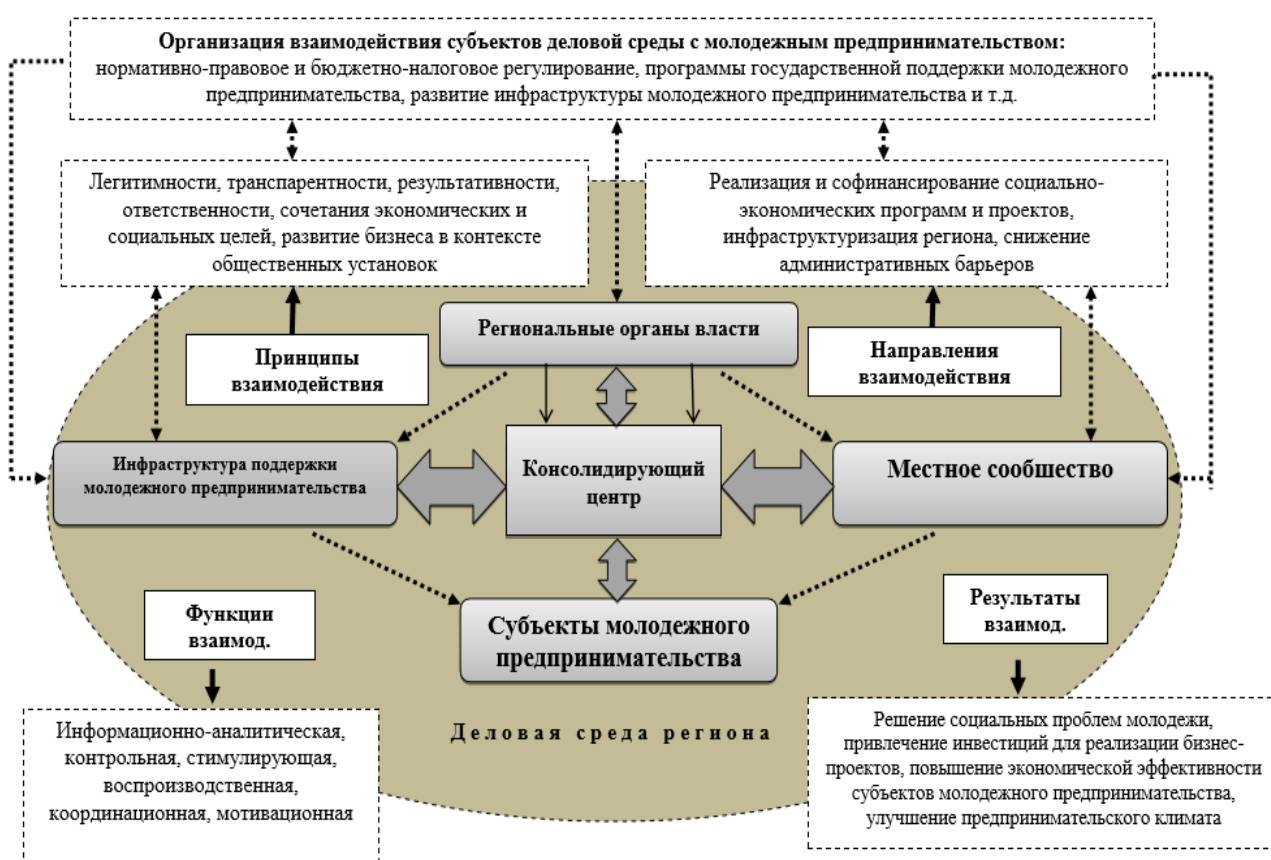 Организация взаимодействия субъектов деловой среды с молодежным предпринимательством:
нормативно-правовое и бюджетно-налоговое регулирование, программы государственной поддержки молодежного
предпринимательства, развитие инфраструктуры молодежного предпринимательства и т.д.
Легитимности, транспарентности, результативности,
ответственности, сочетания экономических и
социальных целей, развитие бизнеса в контексте
общественных установок
Реализация и софинансирование социально-
экономических программ и проектов,
инфраструктуризация региона, снижение
административных барьеров
Региональные органы власти
Принципы
взаимодействия
Направления
взаимодействия
Инфраструктура поддержки
молодежного предпринимательства
Консолидирующий
центр
Местное сообшество
Функции
взаимод.
Субъекты молодежного
предпринимательства
Результаты
взаимод.
Деловая среда региона
Информационно-аналитическая,
контрольная, стимулирующая,
воспроизводственная,
координационная, мотивационная
Решение социальных проблем молодежи,
привлечение инвестиций для реализации бизнес-
проектов, повышение экономической эффективности
субъектов молодежного предпринимательства,
улучшение предпринимательского климата